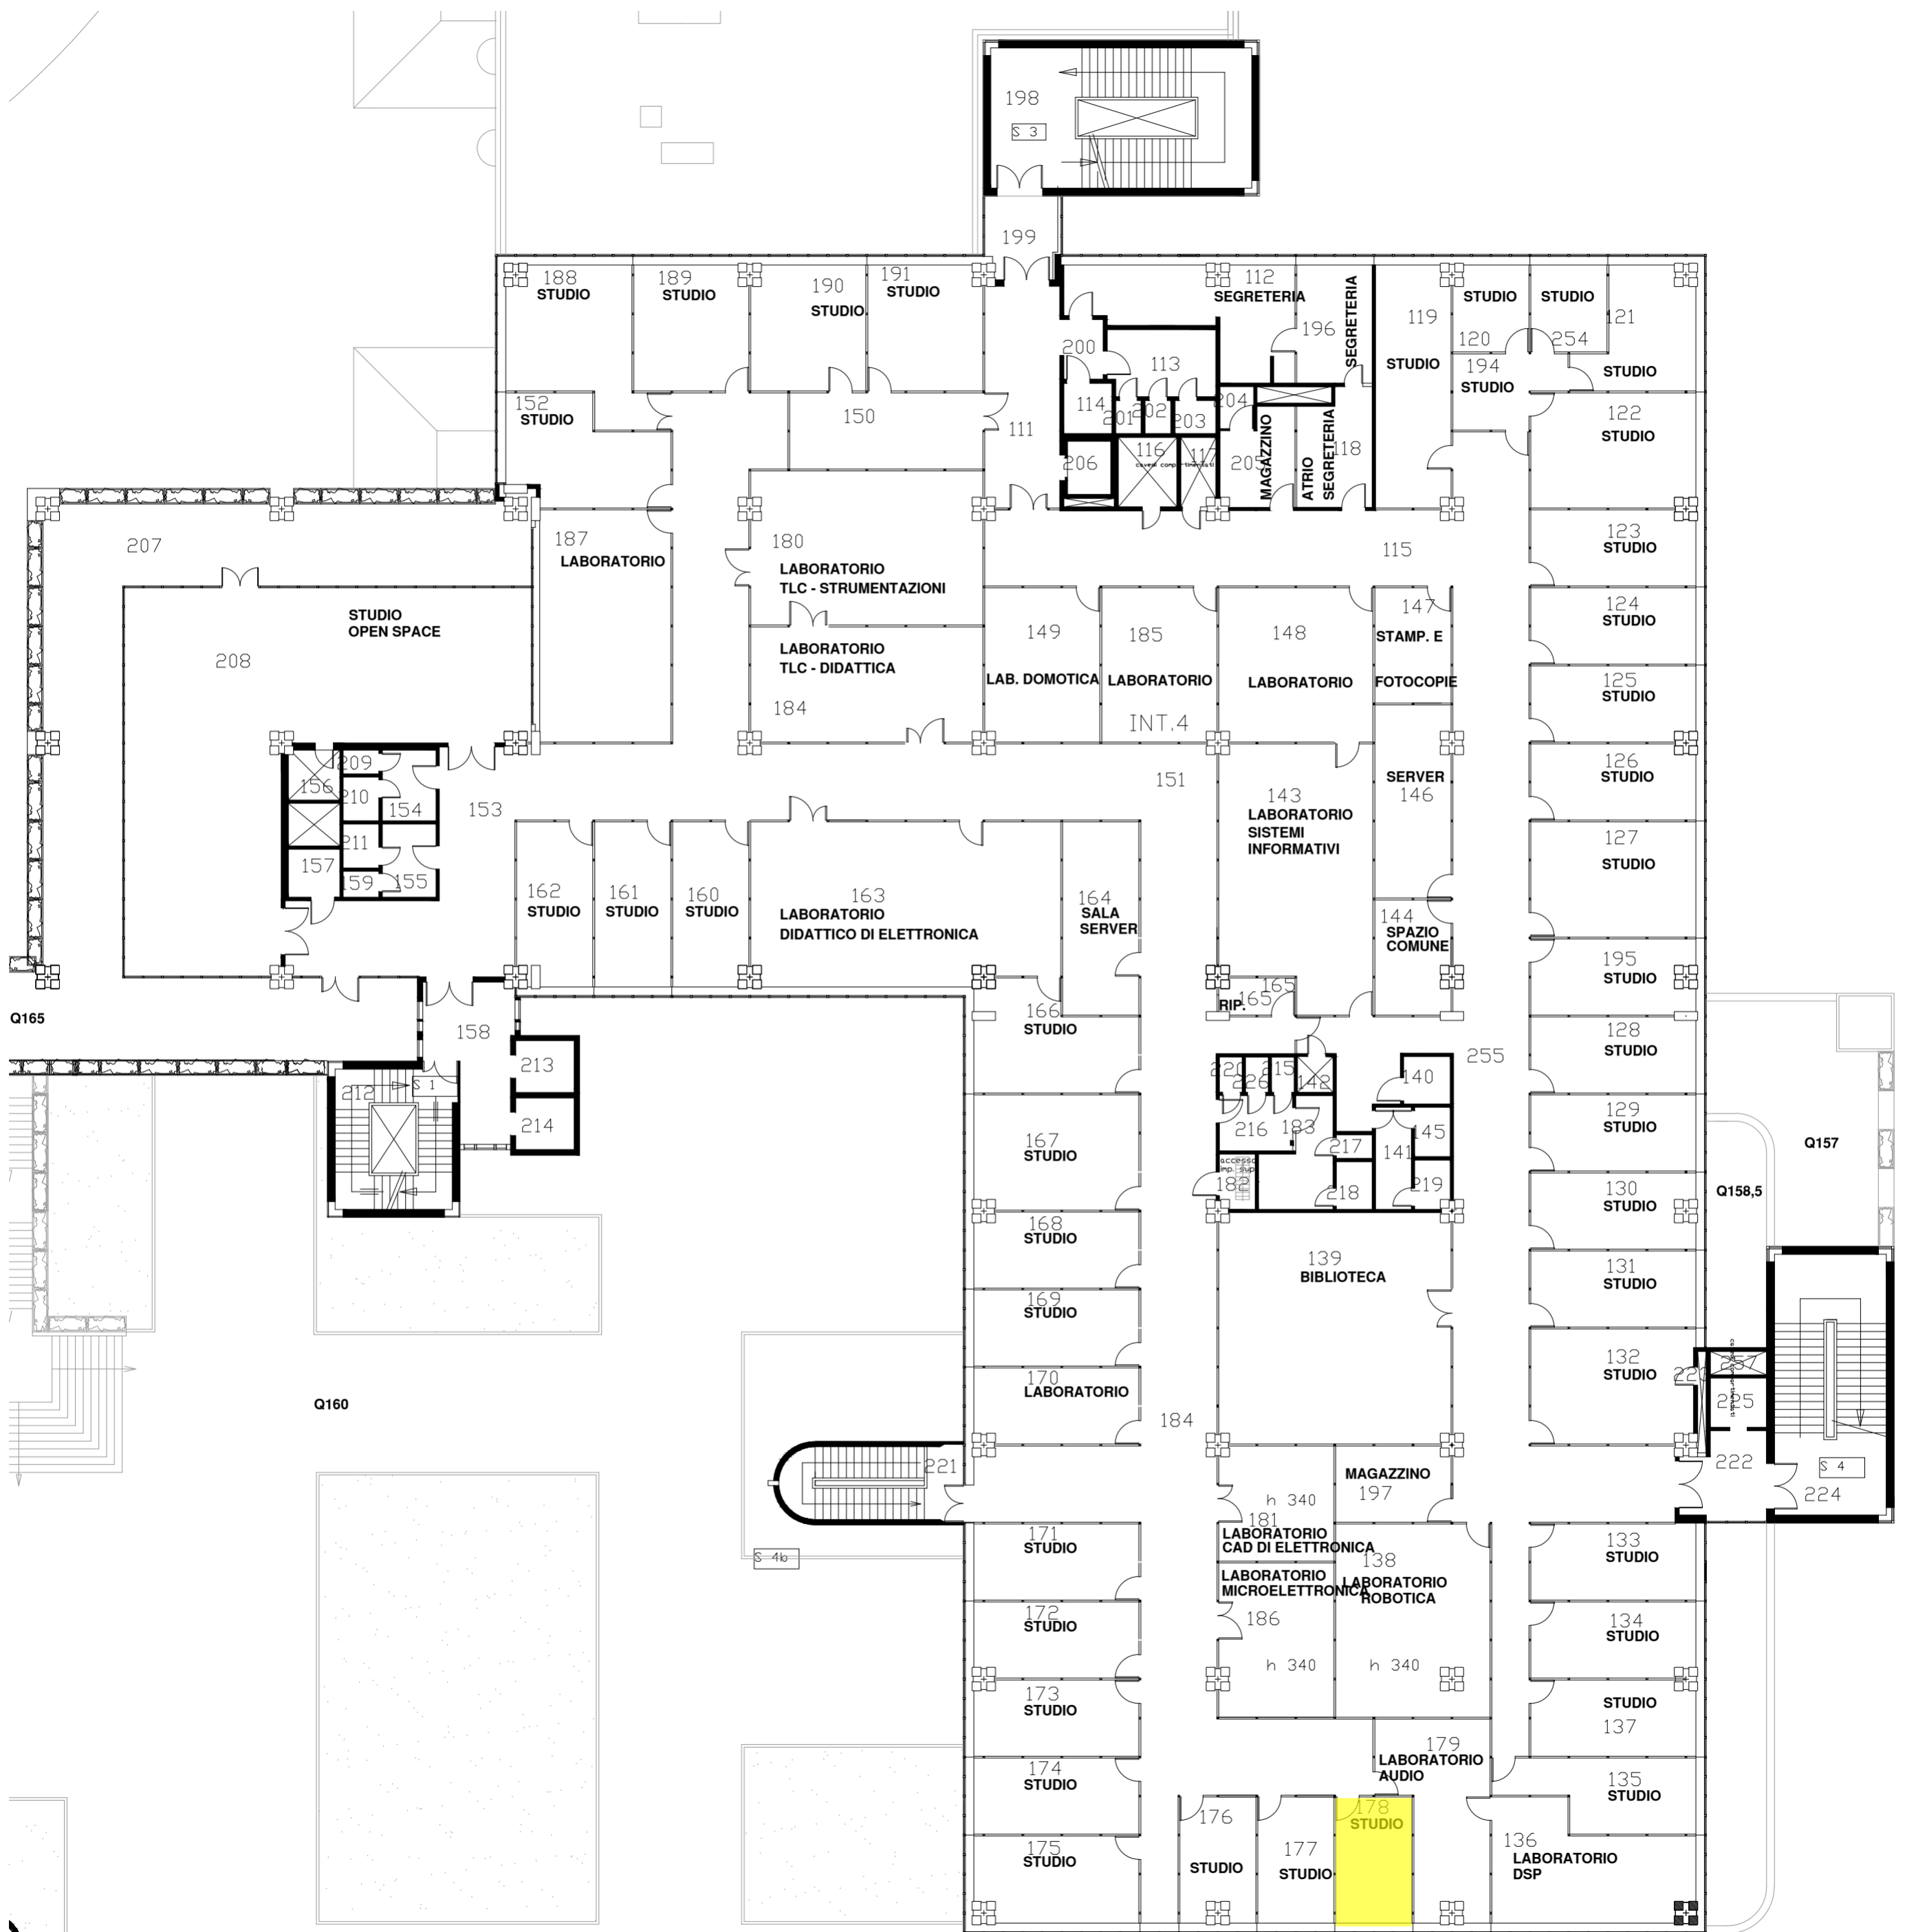 198
S 3
199
188
STUDIO
189
STUDIO
190
STUDIO
191
STUDIO
112
SEGRETERIA
196
SEGRETERIA
119
STUDIO
STUDIO
120
STUDIO
254
121
STUDIO
194
STUDIO
200
113
114
201
202
203
204
152
STUDIO
150
111
206
116
117
205
MAGAZZINO
ATRIO
SEGRETERIA
118
122
STUDIO
207
187
LABORATORIO
180
LABORATORIO
TLC - STRUMENTAZIONI
115
123
STUDIO
STUDIO
OPEN SPACE
208
LABORATORIO
TLC - DIDATTICA
184
149
LAB. DOMOTICA
185
LABORATORIO
INT.4
148
LABORATORIO
147
STAMP. E
FOTOCOPIE
124
STUDIO
125
STUDIO
156
209
210
154
153
151
143
LABORATORIO
SISTEMI
INFORMATIVI
SERVER
146
126
STUDIO
211
157
159
155
162
STUDIO
161
STUDIO
160
STUDIO
163
LABORATORIO
DIDATTICO DI ELETTRONICA
164
SALA
SERVER
144
SPAZIO
COMUNE
127
STUDIO
195
STUDIO
Q165
158
166
STUDIO
RIP.
165
165
255
128
STUDIO
213
212
S 1
214
220
226
215
142
140
216
183
217
141
145
129
STUDIO
Q157
167
STUDIO
accesso
imp. sup
182
218
219
130
STUDIO
Q158,5
168
STUDIO
139
BIBLIOTECA
131
STUDIO
169
STUDIO
170
LABORATORIO
184
132
STUDIO
225
Q160
221
MAGAZZINO
197
222
S 4
224
h 340
181
LABORATORIO
CAD DI ELETTRONICA
S 4b
171
STUDIO
138
LABORATORIO
ROBOTICA
LABORATORIO
MICROELETTRONICA
133
STUDIO
172
STUDIO
186
134
STUDIO
h 340
h 340
173
STUDIO
STUDIO
137
174
STUDIO
179
LABORATORIO
AUDIO
135
STUDIO
175
STUDIO
176
STUDIO
177
STUDIO
178
STUDIO
136
LABORATORIO
DSP